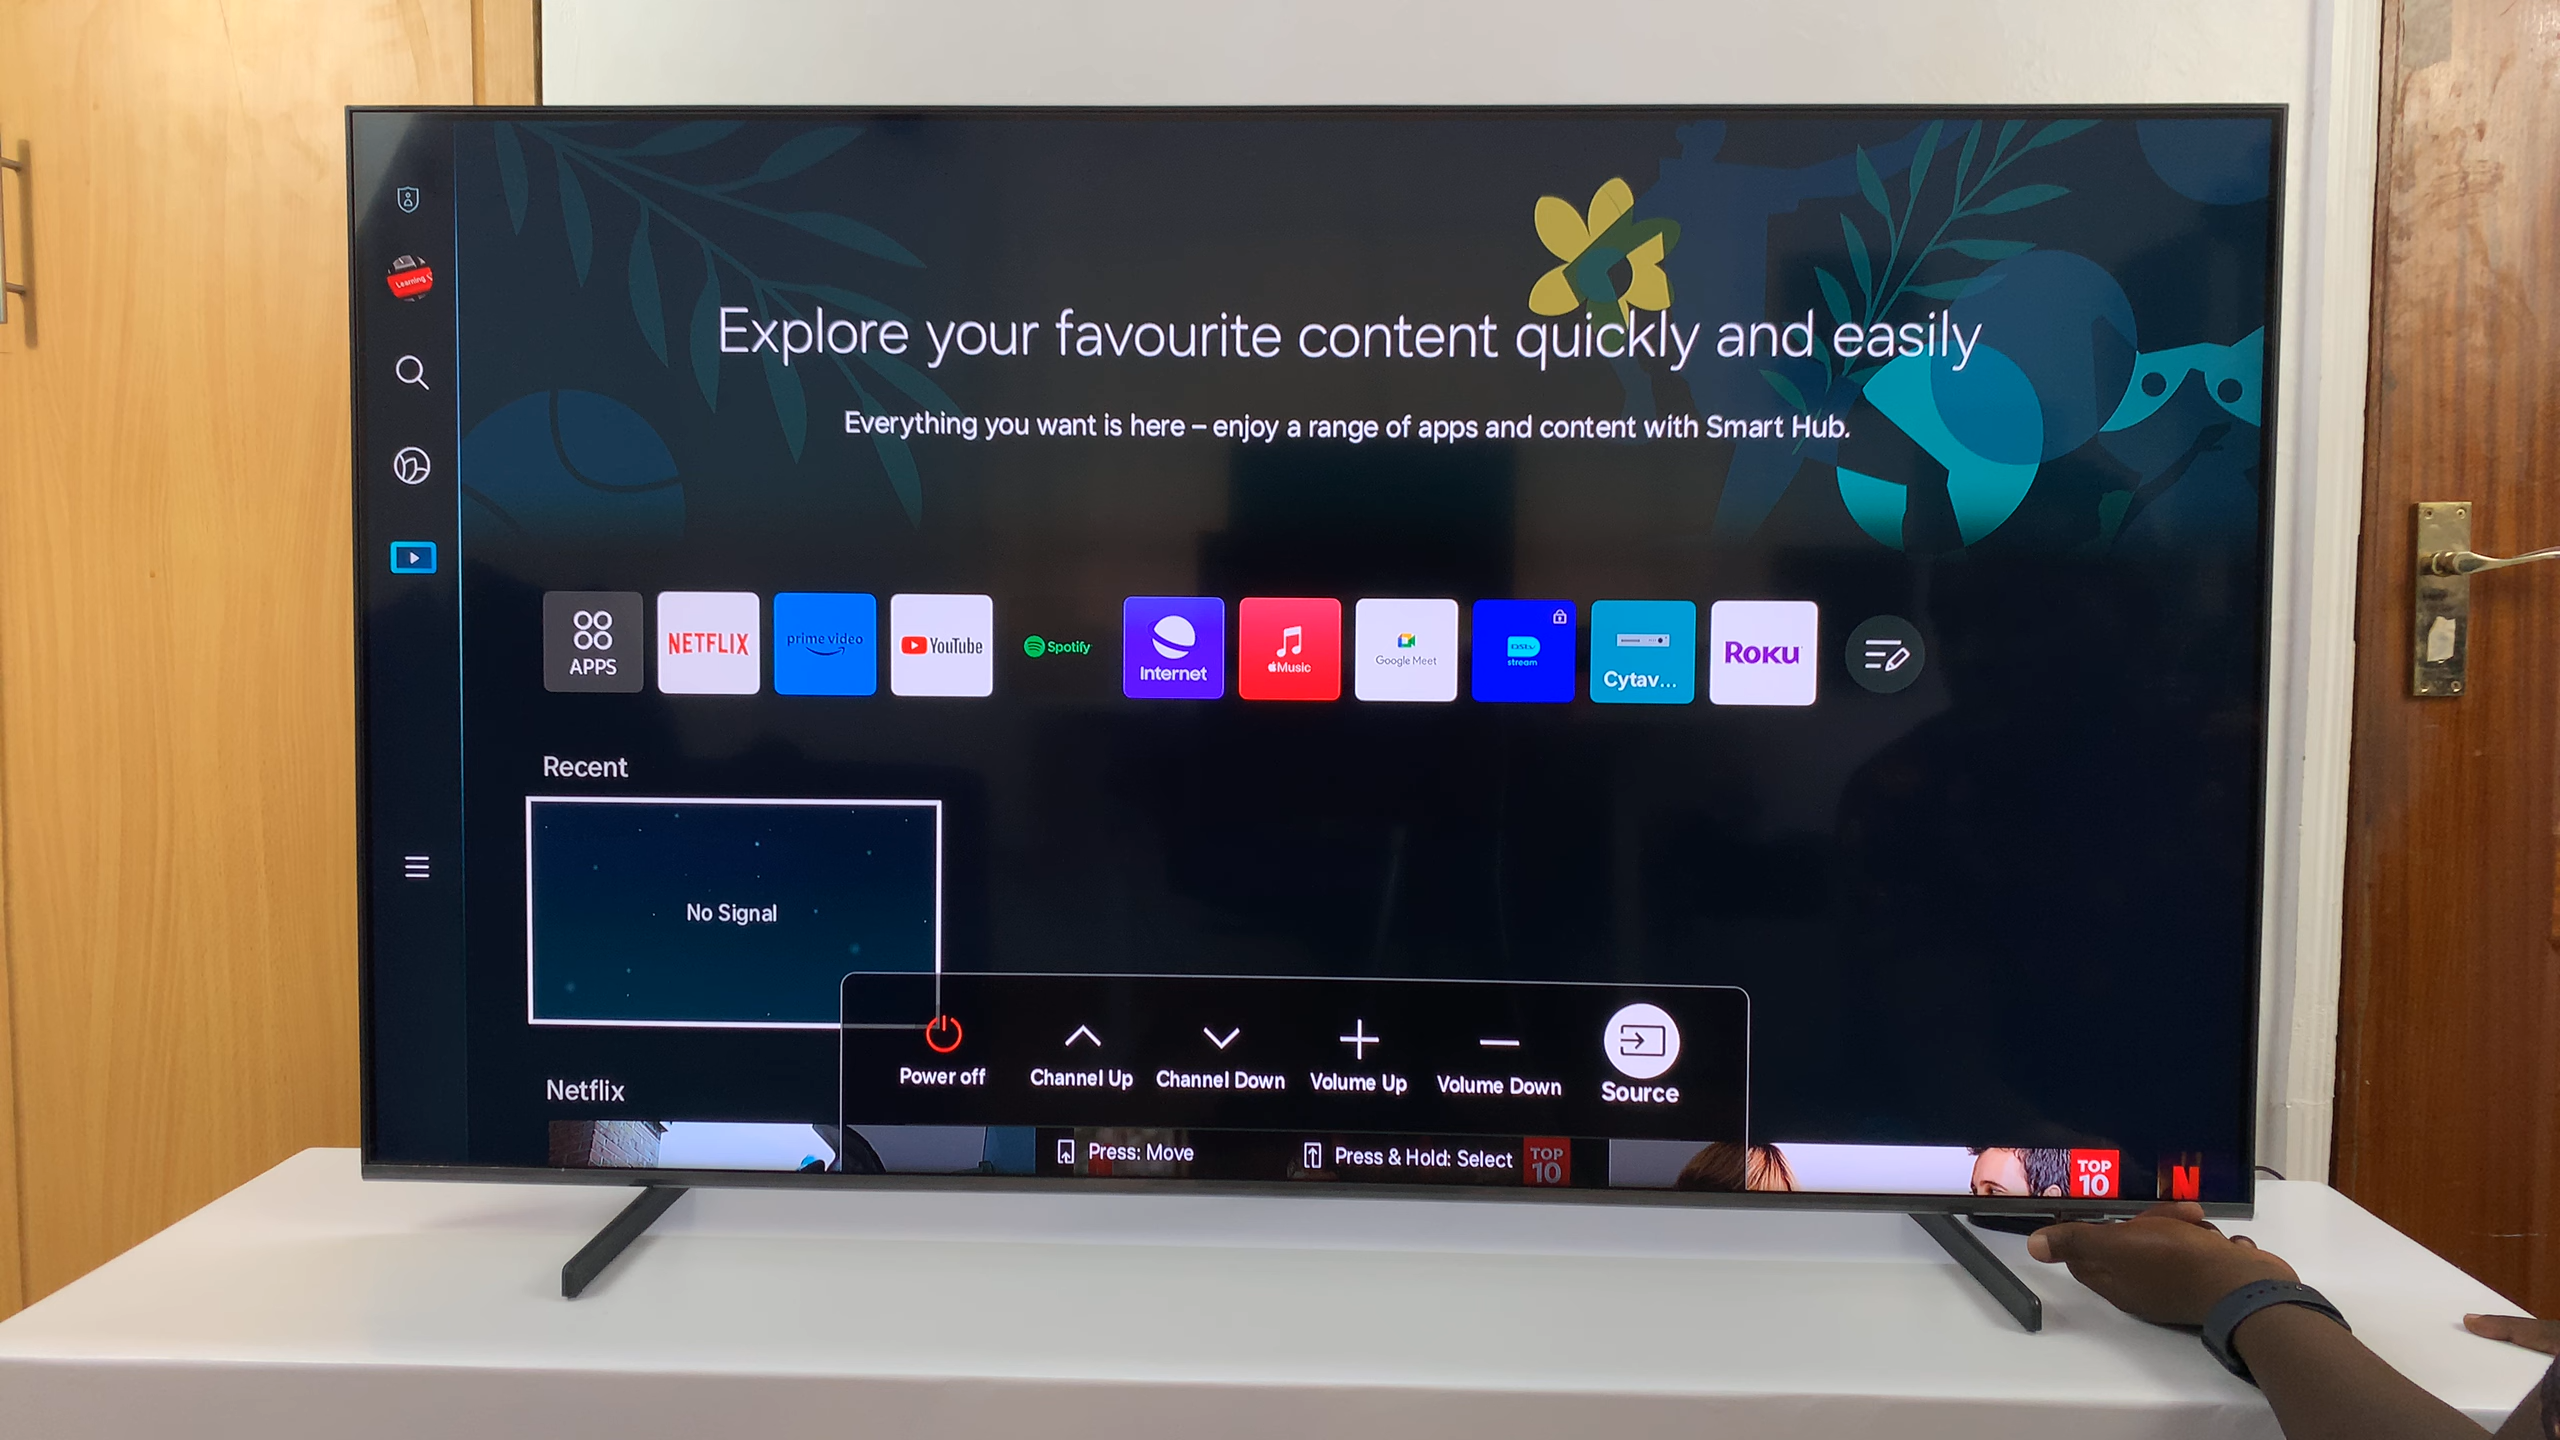 Learning
Explore your favourite content quickly and easily
Everything you want is here – enjoy a range of apps and content with Smart Hub.
APPS
NETFLIX
prime video
YouTube
Spotify
Internet
Music
Google Meet
DStv
stream
Cytav...
Roku
Recent
No Signal
Power off
Channel Up
Channel Down
Volume Up
Volume Down
Source
Netflix
Press: Move
Press & Hold: Select
TOP
10
TOP
10
N